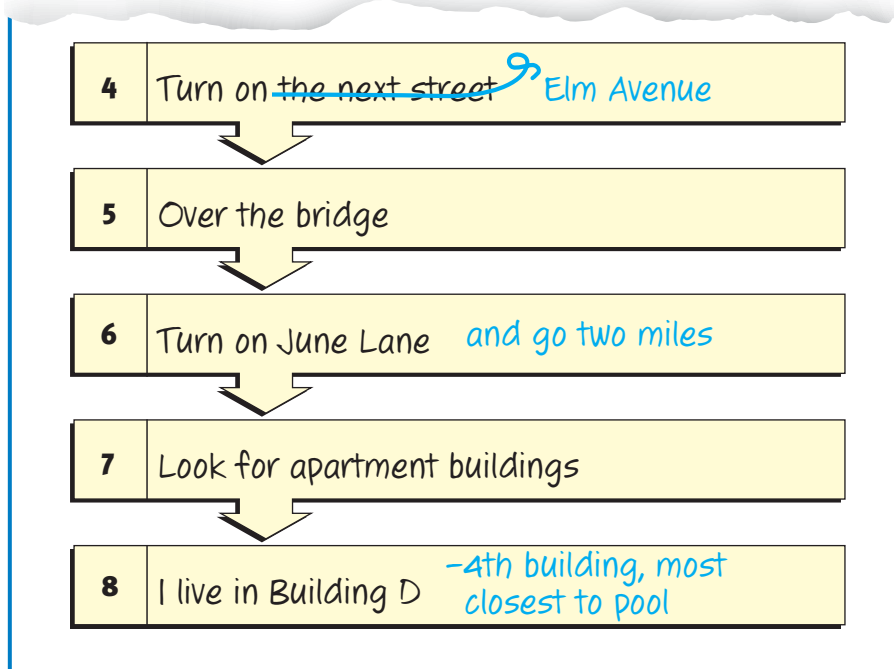 4 Turn on the next street Elm Avenue
5 Over the bridge
6 Turn on June Lane and go two miles
7 Look for apartment buildings
8 I live in Building D -4th building, most
closest to pool